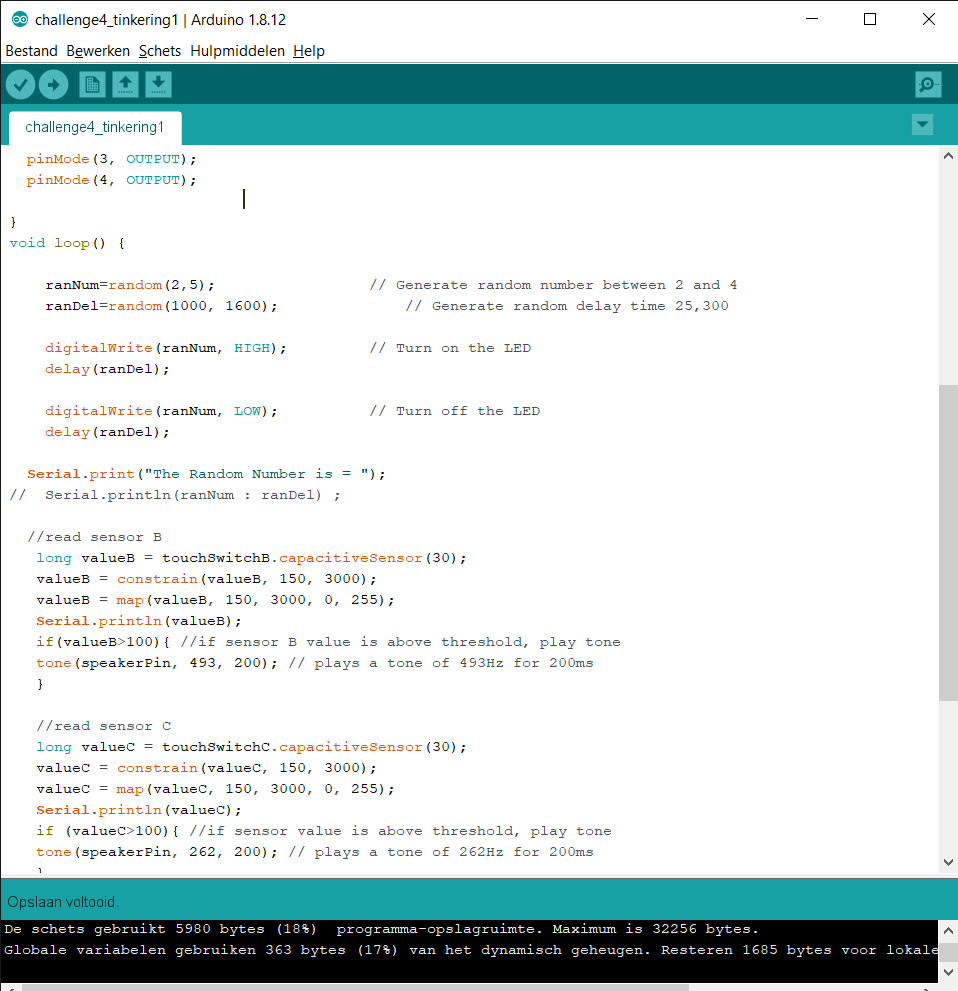 challenge4_tinkering1 | Arduino 1.8.12
Bestand Bewerken Schets Hulpmiddelen Help
challenge4_tinkering1
pinMode(3, OUTPUT);
pinMode(4, OUTPUT);
}
void loop() {
ranNum=random(2,5); // Generate random number between 2 and 4
ranDel=random(1000, 1600); // Generate random delay time 25,300
digitalWrite(ranNum, HIGH); // Turn on the LED
delay(ranDel);
digitalWrite(ranNum, LOW); // Turn off the LED
delay(ranDel);
Serial.print("The Random Number is = ");
// Serial.println(ranNum : ranDel) ;
//read sensor B
long valueB = touchSwitchB.capacitiveSensor(30);
valueB = constrain(valueB, 150, 3000);
valueB = map(valueB, 150, 3000, 0, 255);
Serial.println(valueB);
if(valueB>100){ //if sensor B value is above threshold, play tone
tone(speakerPin, 493, 200); // plays a tone of 493Hz for 200ms
}
//read sensor C
long valueC = touchSwitchC.capacitiveSensor(30);
valueC = constrain(valueC, 150, 3000);
valueC = map(valueC, 150, 3000, 0, 255);
Serial.println(valueC);
if (valueC>100){ //if sensor value is above threshold, play tone
tone(speakerPin, 262, 200); // plays a tone of 262Hz for 200ms
}
Opslaan voltooid.
De schets gebruikt 5980 bytes (18%) programma-opslagruimte. Maximum is 32256 bytes.
Globale variabelen gebruiken 363 bytes (17%) van het dynamisch geheugen. Resteren 1685 bytes voor lokale